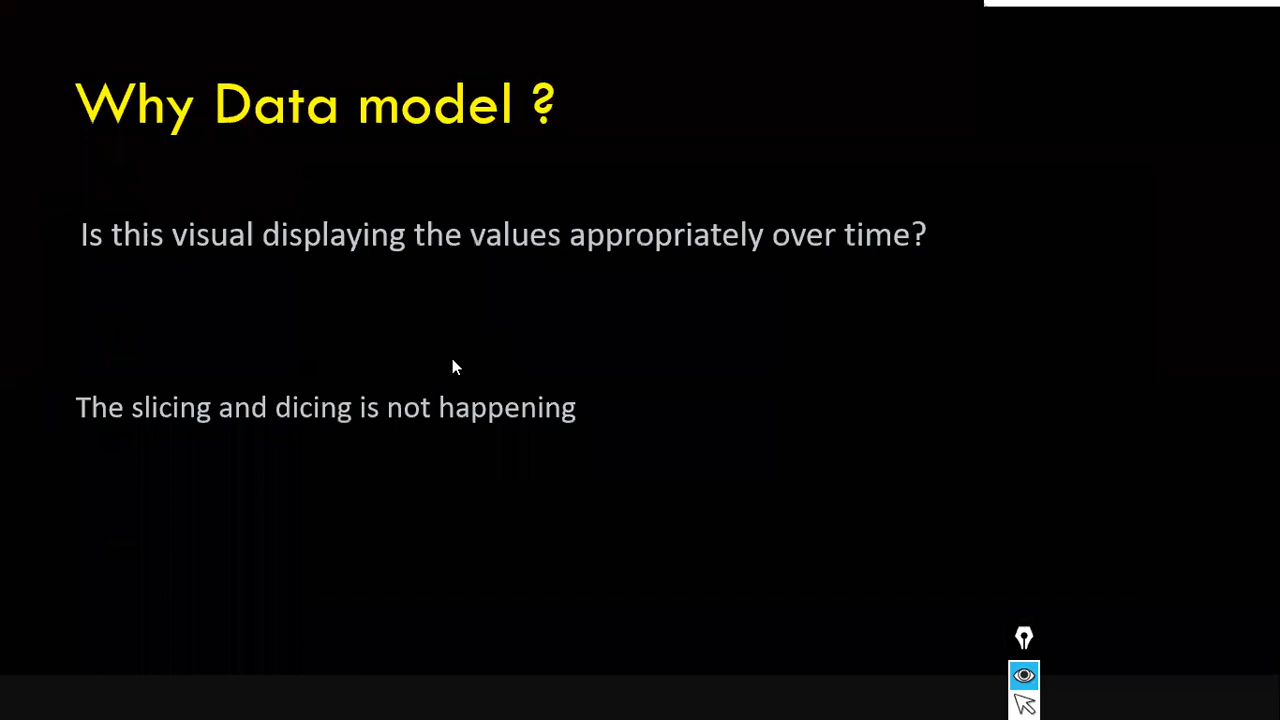 Why Data model ?
Is this visual displaying the values appropriately over time?
The slicing and dicing is not happening